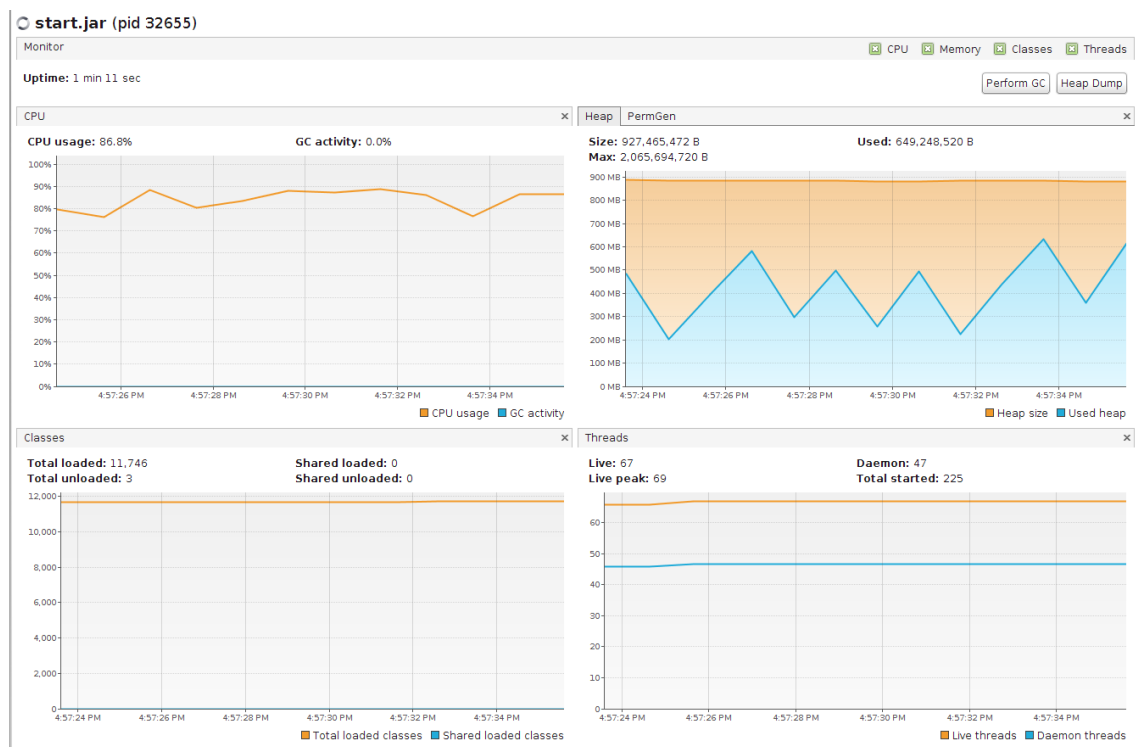 start.jar (pid 32655)
Monitor
CPU Memory Classes Threads
Uptime: 1 min 11 sec
Perform GC Heap Dump
CPU
CPU usage: 86.8% GC activity: 0.0%
100%
90%
80%
70%
60%
50%
40%
30%
20%
10%
0%
4:57:26 PM 4:57:28 PM 4:57:30 PM 4:57:32 PM 4:57:34 PM
CPU usage GC activity
Heap PermGen
Size: 927,465,472 B Used: 649,248,520 B
Max: 2,065,694,720 B
900 MB
800 MB
700 MB
600 MB
500 MB
400 MB
300 MB
200 MB
100 MB
0 MB
4:57:24 PM 4:57:26 PM 4:57:28 PM 4:57:30 PM 4:57:32 PM 4:57:34 PM
Heap size Used heap
Classes
Total loaded: 11,746 Shared loaded: 0
Total unloaded: 3 Shared unloaded: 0
12,000
10,000
8,000
6,000
4,000
2,000
0
4:57:24 PM 4:57:26 PM 4:57:28 PM 4:57:30 PM 4:57:32 PM 4:57:34 PM
Total loaded classes Shared loaded classes
Threads
Live: 67 Daemon: 47
Live peak: 69 Total started: 225
60
50
40
30
20
10
0
4:57:24 PM 4:57:26 PM 4:57:28 PM 4:57:30 PM 4:57:32 PM 4:57:34 PM
Live threads Daemon threads